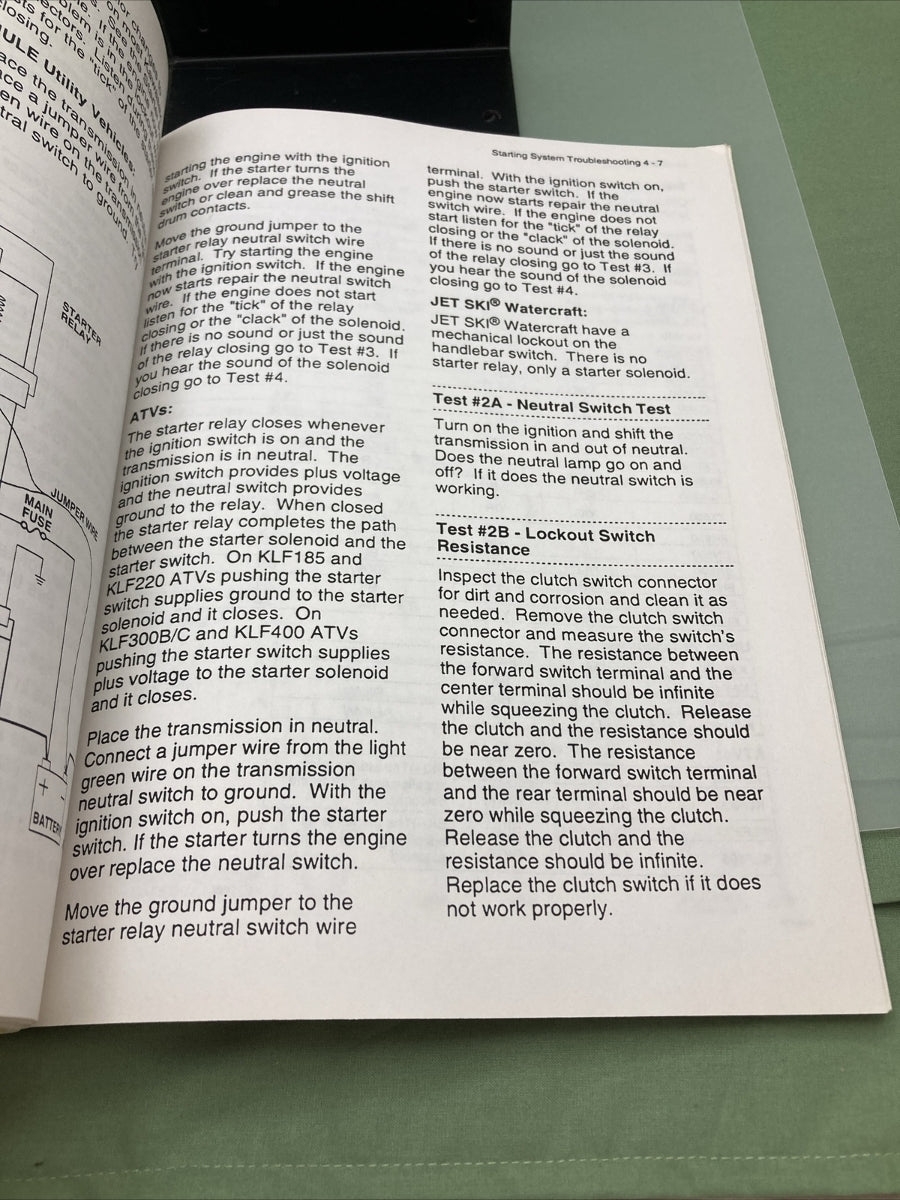 ULE Utility Vehicles:
STARTER
RELAY
MAIN
FUSE
JUMPER WIRE
+
-
BATTERY
Starting System Troubleshooting 4 - 7
starting the engine with the ignition
switch. If the starter turns the
engine over replace the neutral
switch or clean and grease the shift
drum contacts.
Move the ground jumper to the
starter relay neutral switch wire
terminal. Try starting the engine
with the ignition switch. If the engine
now starts repair the neutral switch
wire. If the engine does not start
listen for the "tick" of the relay
closing or the "clack" of the solenoid.
If there is no sound or just the sound
of the relay closing go to Test #3. If
you hear the sound of the solenoid
closing go to Test #4.
ATVs:
The starter relay closes whenever
the ignition switch is on and the
transmission is in neutral. The
ignition switch provides plus voltage
and the neutral switch provides
ground to the relay. When closed
the starter relay completes the path
between the starter solenoid and the
starter switch. On KLF185 and
KLF220 ATVs pushing the starter
switch supplies ground to the starter
solenoid and it closes. On
KLF300B/C and KLF400 ATVs
pushing the starter switch supplies
plus voltage to the starter solenoid
and it closes.
Place the transmission in neutral.
Connect a jumper wire from the light
green wire on the transmission
neutral switch to ground. With the
ignition switch on, push the starter
switch. If the starter turns the engine
over replace the neutral switch.
Move the ground jumper to the
starter relay neutral switch wire
terminal. With the ignition switch on,
push the starter switch. If the
engine now starts repair the neutral
switch wire. If the engine does not
start listen for the "tick" of the relay
closing or the "clack" of the solenoid.
If there is no sound or just the sound
of the relay closing go to Test #3. If
you hear the sound of the solenoid
closing go to Test #4.
JET SKI® Watercraft:
JET SKI® Watercraft have a
mechanical lockout on the
handlebar switch. There is no
starter relay, only a starter solenoid.
Test #2A - Neutral Switch Test
Turn on the ignition and shift the
transmission in and out of neutral.
Does the neutral lamp go on and
off? If it does the neutral switch is
working.
Test #2B - Lockout Switch
Resistance
Inspect the clutch switch connector
for dirt and corrosion and clean it as
needed. Remove the clutch switch
connector and measure the switch's
resistance. The resistance between
the forward switch terminal and the
center terminal should be infinite
while squeezing the clutch. Release
the clutch and the resistance should
be near zero. The resistance
between the forward switch terminal
and the rear terminal should be near
zero while squeezing the clutch.
Release the clutch and the
resistance should be infinite.
Replace the clutch switch if it does
not work properly.